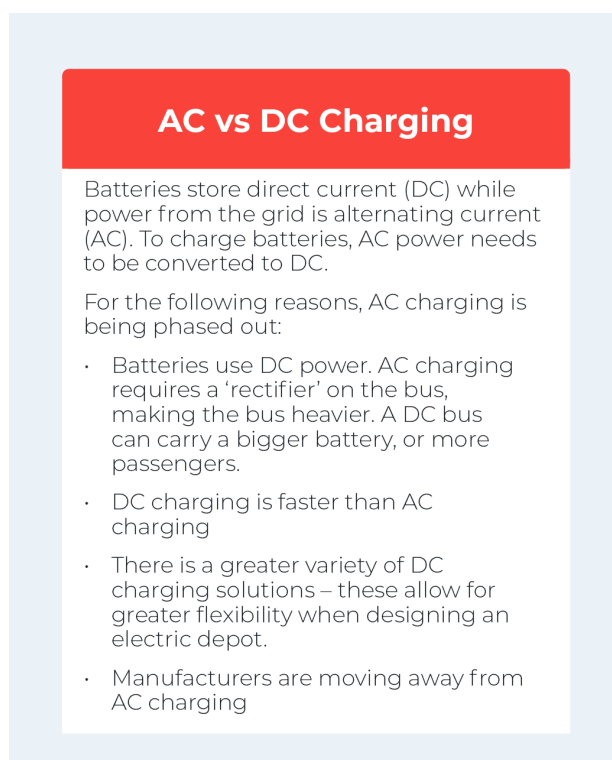 AC vs DC Charging
Batteries store direct current (DC) while
power from the grid is alternating current
(AC). To charge batteries, AC power needs
to be converted to DC.
For the following reasons, AC charging is
being phased out:
· Batteries use DC power. AC charging
requires a ‘rectifier’ on the bus,
making the bus heavier. A DC bus
can carry a bigger battery, or more
passengers.
· DC charging is faster than AC
charging
· There is a greater variety of DC
charging solutions – these allow for
greater flexibility when designing an
electric depot.
· Manufacturers are moving away from
AC charging